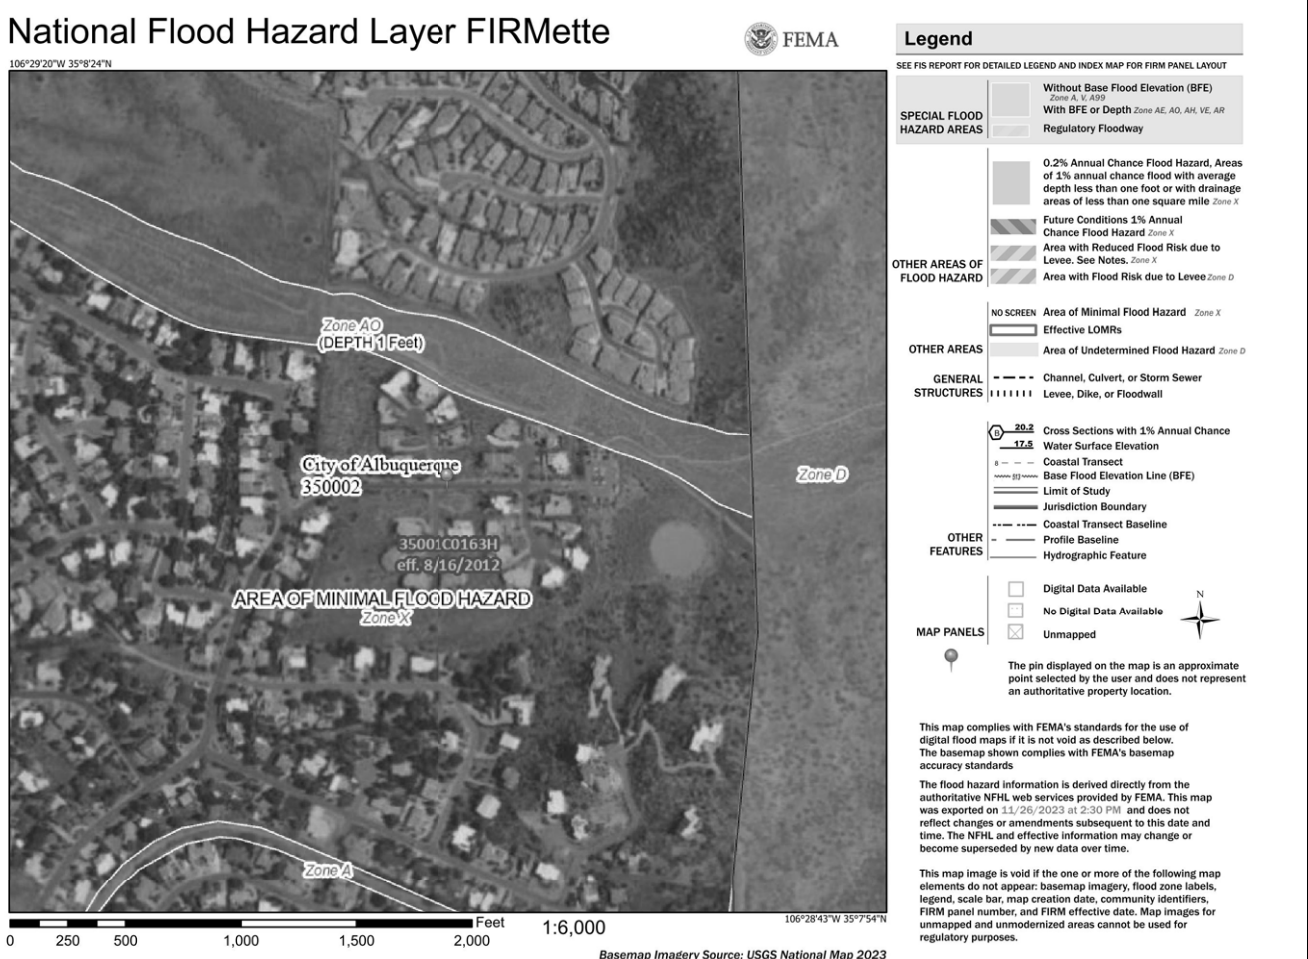 National Flood Hazard Layer FIRMette
FEMA
106°29'20"W 35°8'24"N
Zone AO
(DEPTH 1 Feet)
City of Albuquerque
350002
Zone D
35001C0163H
eff. 8/16/2012
AREA OF MINIMAL FLOOD HAZARD
Zone X
Zone A
106°28'43"W 35°7'54"N
0 250 500 1,000 1,500 2,000
Feet
1:6,000
Basemap Imagery Source: USGS National Map 2023
Legend
SEE FIS REPORT FOR DETAILED LEGEND AND INDEX MAP FOR FIRM PANEL LAYOUT
SPECIAL FLOOD
HAZARD AREAS
Without Base Flood Elevation (BFE)
Zone A, V, A99
With BFE or Depth Zone AE, AO, AH, VE, AR
Regulatory Floodway
OTHER AREAS OF
FLOOD HAZARD
0.2% Annual Chance Flood Hazard, Areas
of 1% annual chance flood with average
depth less than one foot or with drainage
areas of less than one square mile Zone X
Future Conditions 1% Annual
Chance Flood Hazard Zone X
Area with Reduced Flood Risk due to
Levee. See Notes. Zone X
Area with Flood Risk due to Levee Zone D
OTHER AREAS
NO SCREEN Area of Minimal Flood Hazard Zone X
Effective LOMRs
Area of Undetermined Flood Hazard Zone D
GENERAL
STRUCTURES
Channel, Culvert, or Storm Sewer
Levee, Dike, or Floodwall
OTHER
FEATURES
B 20.2 Cross Sections with 1% Annual Chance
17.5 Water Surface Elevation
8 Coastal Transect
513 Base Flood Elevation Line (BFE)
Limit of Study
Jurisdiction Boundary
Coastal Transect Baseline
Profile Baseline
Hydrographic Feature
MAP PANELS
Digital Data Available
No Digital Data Available
Unmapped
N
The pin displayed on the map is an approximate
point selected by the user and does not represent
an authoritative property location.
This map complies with FEMA's standards for the use of
digital flood maps if it is not void as described below.
The basemap shown complies with FEMA's basemap
accuracy standards
The flood hazard information is derived directly from the
authoritative NFHL web services provided by FEMA. This map
was exported on 11/26/2023 at 2:30 PM and does not
reflect changes or amendments subsequent to this date and
time. The NFHL and effective information may change or
become superseded by new data over time.
This map image is void if the one or more of the following map
elements do not appear: basemap imagery, flood zone labels,
legend, scale bar, map creation date, community identifiers,
FIRM panel number, and FIRM effective date. Map images for
unmapped and unmodernized areas cannot be used for
regulatory purposes.